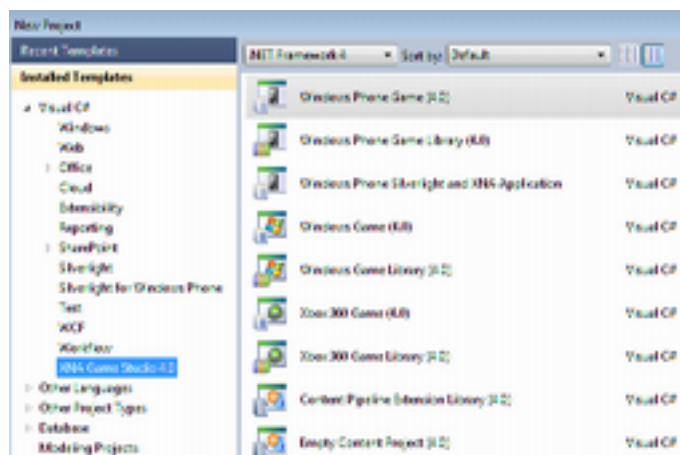 New Project
Recent Templates
Installed Templates
Visual C#
Windows
Web
Office
Cloud
Extensibility
Reporting
SharePoint
Silverlight
Silverlight for Windows Phone
Test
WCF
Workflow
XNA Game Studio 4.0
Other Languages
Other Project Types
Database
Modeling Projects
.NET Framework 4 Sort by: Default
Windows Phone Game (4.0) Visual C#
Windows Phone Game Library (4.0) Visual C#
Windows Phone Silverlight and XNA Application Visual C#
Windows Game (4.0) Visual C#
Windows Game Library (4.0) Visual C#
Xbox 360 Game (4.0) Visual C#
Xbox 360 Game Library (4.0) Visual C#
Content Pipeline Extension Library (4.0) Visual C#
Empty Content Project (4.0) Visual C#